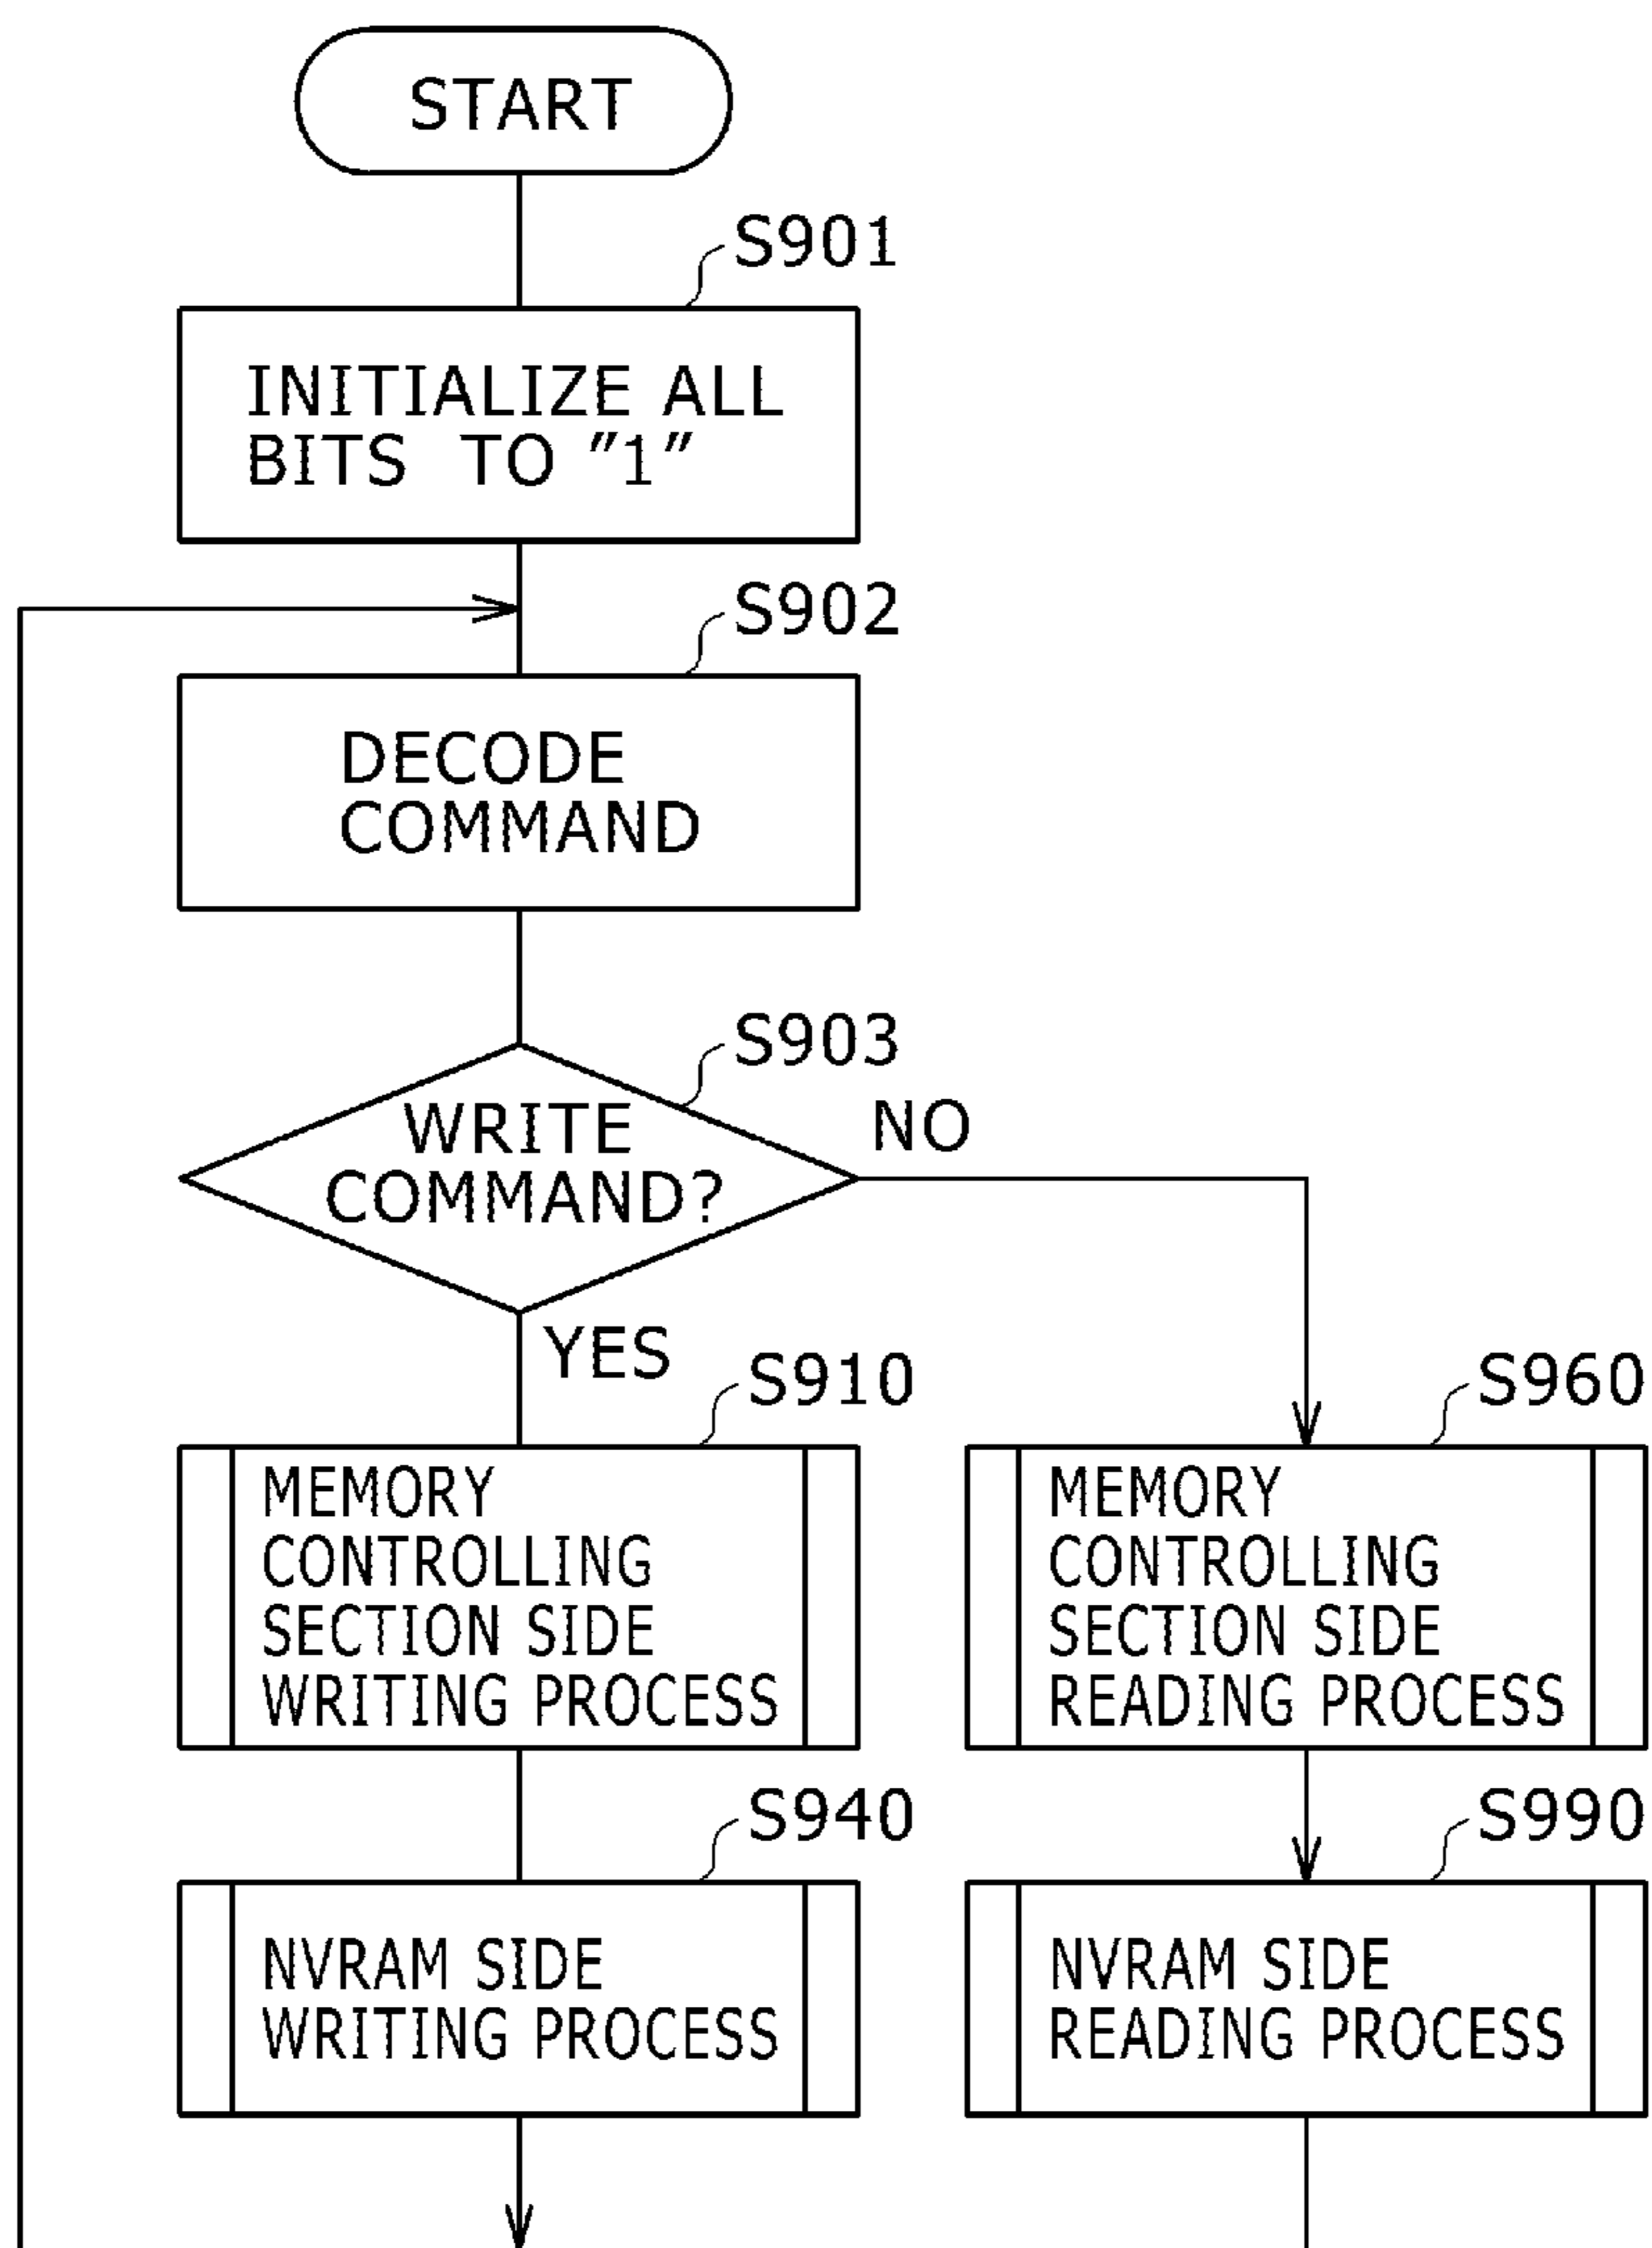 START
S901
INITIALIZE ALL
BITS TO "1"
S902
DECODE
COMMAND
S903
WRITE
COMMAND?
NO
YES
S910
MEMORY
CONTROLLING
SECTION SIDE
WRITING PROCESS
S960
MEMORY
CONTROLLING
SECTION SIDE
READING PROCESS
S940
NVRAM SIDE
WRITING PROCESS
S990
NVRAM SIDE
READING PROCESS